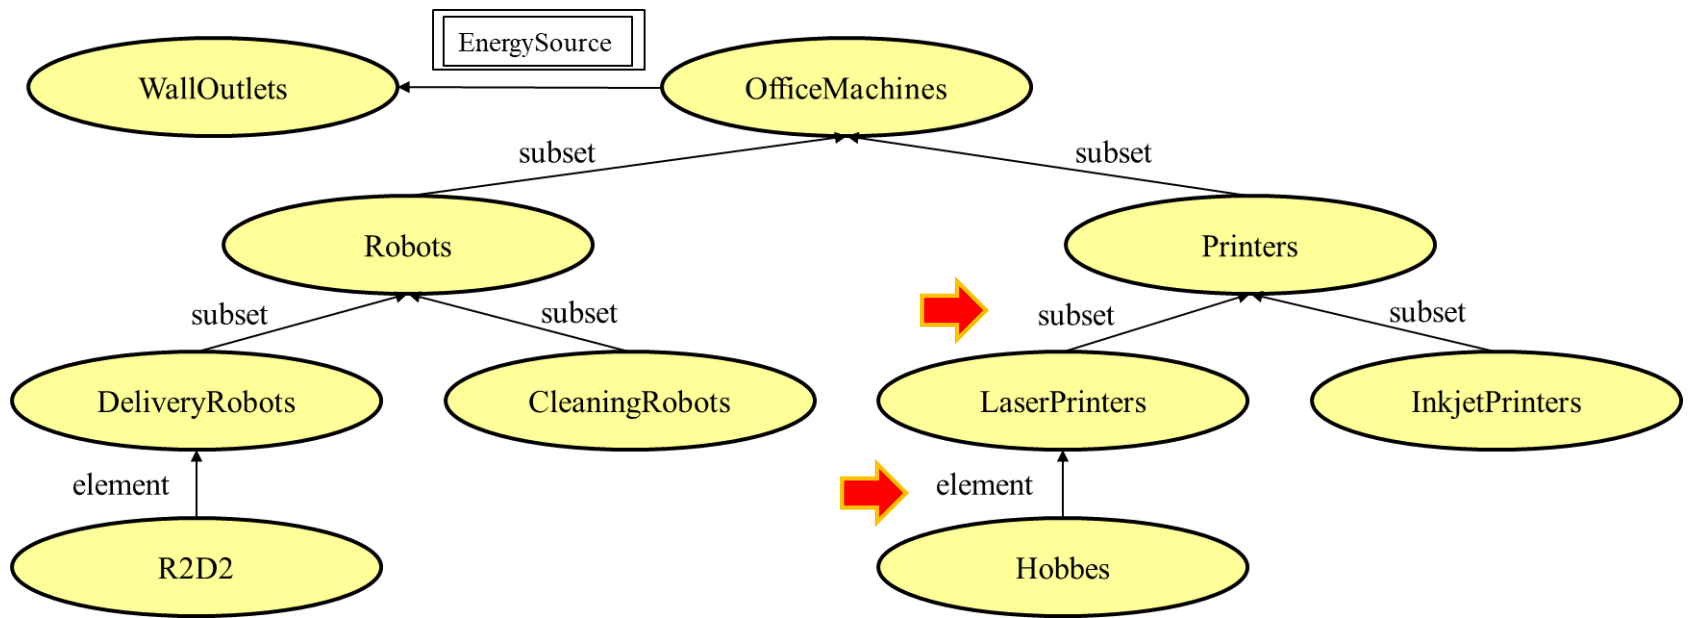 EnergySource
WallOutlets
OfficeMachines
subset
subset
Robots
Printers
subset
subset
subset
subset
DeliveryRobots
CleaningRobots
LaserPrinters
InkjetPrinters
element
element
R2D2
Hobbes